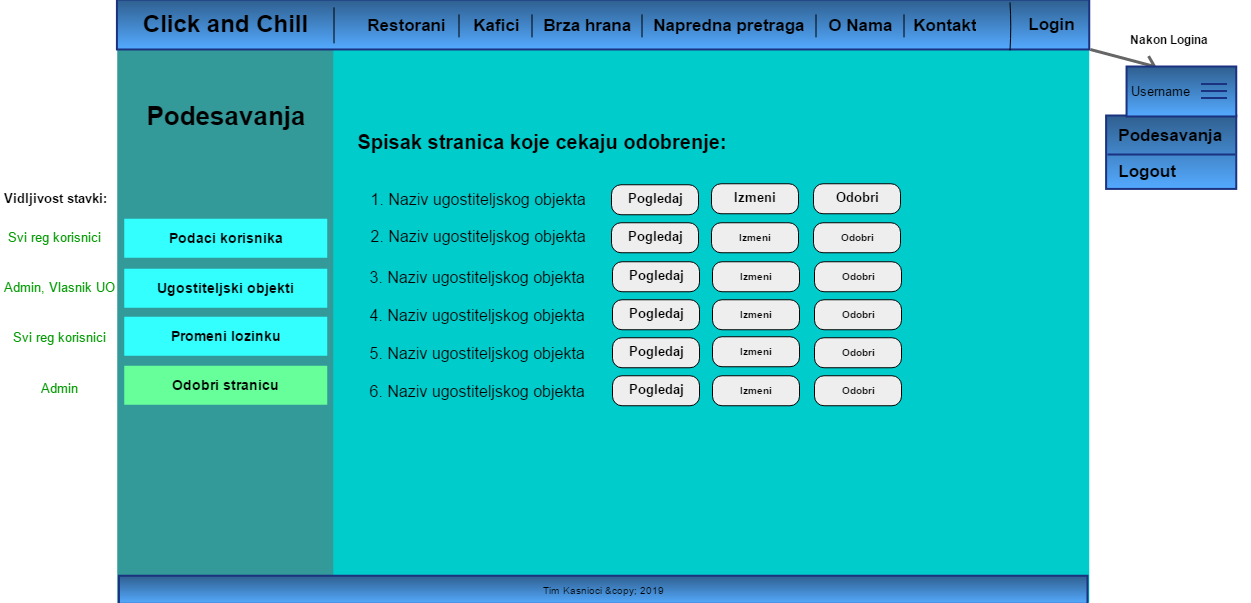 Click and Chill
Restorani
Kafici
Brza hrana
Napredna pretraga
O Nama
Kontakt
Login
Nakon Logina
Username
Podesavanja
Logout
Podesavanja
Vidljivost stavki:
Svi reg korisnici
Podaci korisnika
Admin, Vlasnik UO
Ugostiteljski objekti
Svi reg korisnici
Promeni lozinku
Admin
Odobri stranicu
Spisak stranica koje cekaju odobrenje:
1. Naziv ugostiteljskog objekta Pogledaj Izmeni Odobri
2. Naziv ugostiteljskog objekta Pogledaj Izmeni Odobri
3. Naziv ugostiteljskog objekta Pogledaj Izmeni Odobri
4. Naziv ugostiteljskog objekta Pogledaj Izmeni Odobri
5. Naziv ugostiteljskog objekta Pogledaj Izmeni Odobri
6. Naziv ugostiteljskog objekta Pogledaj Izmeni Odobri
Tim Kasnioci &copy; 2019